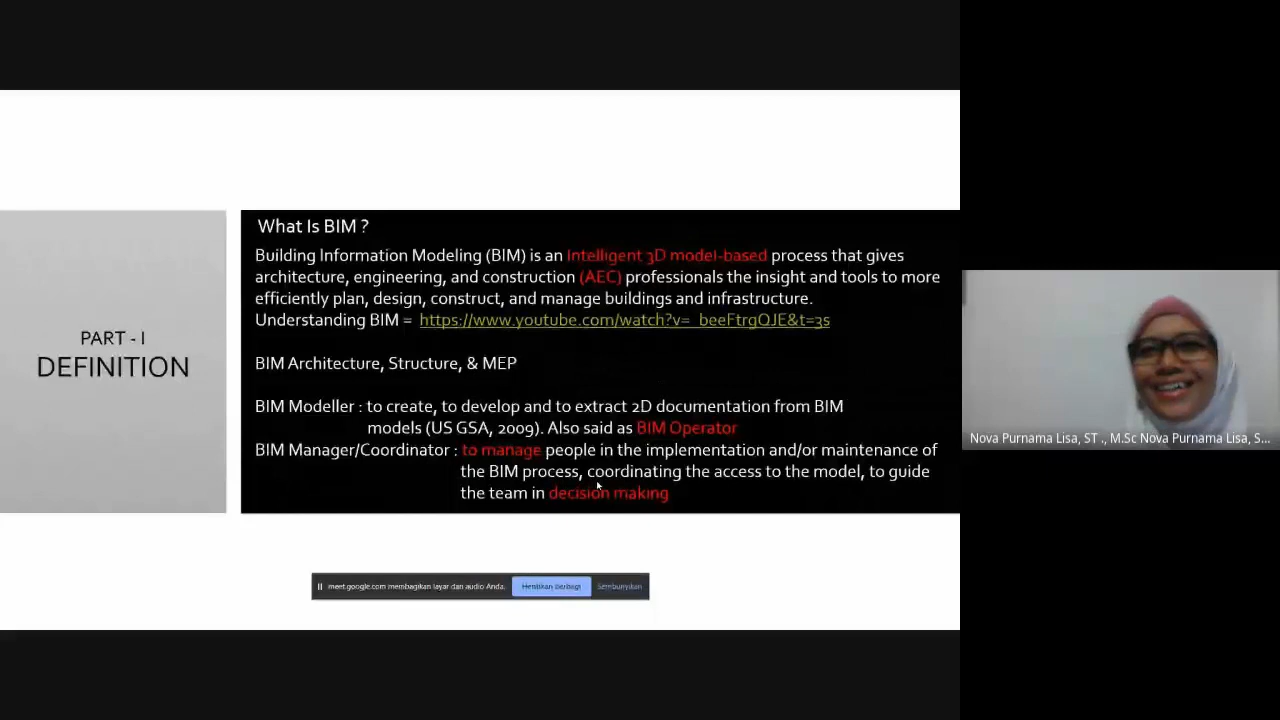 PART - I
DEFINITION
What Is BIM ?
Building Information Modeling (BIM) is an intelligent 3D model-based process that gives
architecture, engineering, and construction (AEC) professionals the insight and tools to more
efficiently plan, design, construct, and manage buildings and infrastructure.
Understanding BIM = https://www.youtube.com/watch?v=_beeFtrgQJE&t=3s
BIM Architecture, Structure, & MEP
BIM Modeller : to create, to develop and to extract 2D documentation from BIM
models (US GSA, 2009). Also said as BIM Operator
BIM Manager/Coordinator : to manage people in the implementation and/or maintenance of
the BIM process, coordinating the access to the model, to guide
the team in decision making
meet.google.com membagikan layar dan audio Anda. Hentikan berbagi Sembunyikan
Nova Purnama Lisa, ST ., M.Sc Nova Purnama Lisa, S...